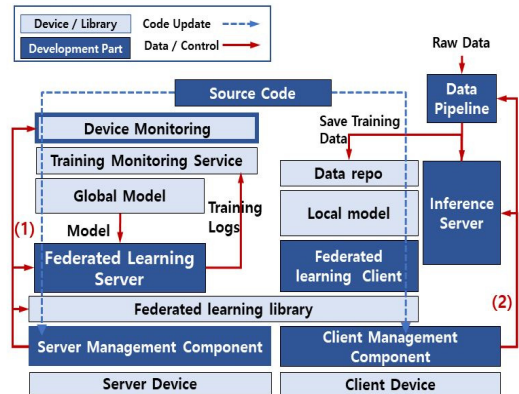 Device / Library
Code Update
Development Part
Data / Control
Raw Data
Source Code
Data
Pipeline
Save Training
Data
Device Monitoring
Training Monitoring Service
Data repo
Global Model
Training
Logs
Local model
Inference
Server
(1)
Model
Federated Learning
Server
Federated
learning Client
Federated learning library
(2)
Server Management Component
Client Management
Component
Server Device
Client Device